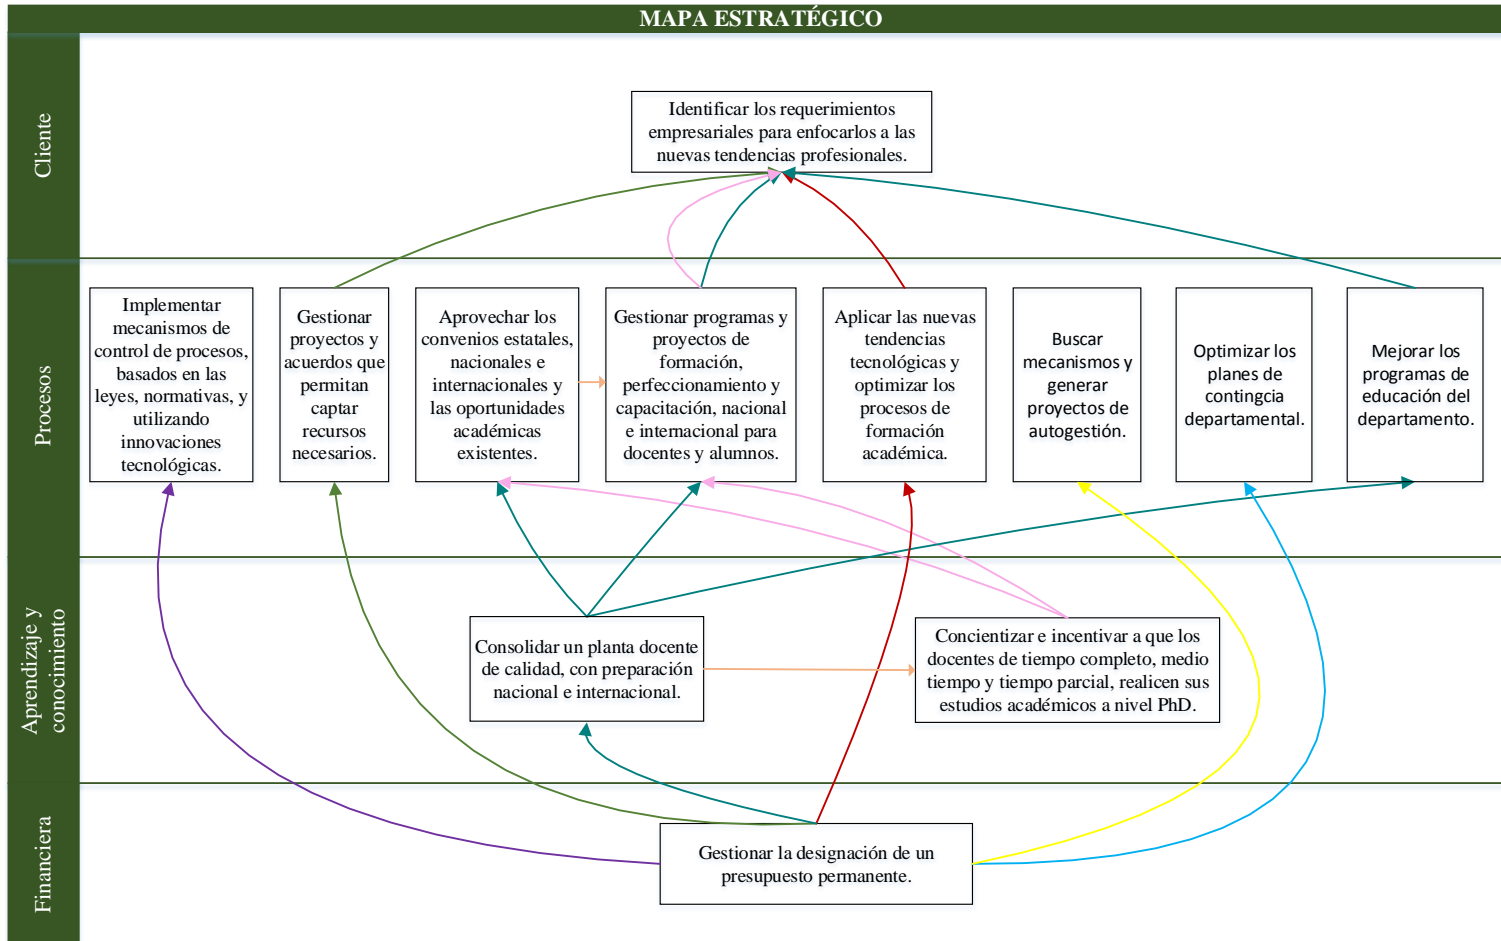 MAPA ESTRATÉGICO
Cliente
Identificar los requerimientos
empresariales para enfocarlos a las
nuevas tendencias profesionales.
Procesos
Implementar
mecanismos de
control de procesos,
basados en las
leyes, normativas, y
utilizando
innovaciones
tecnológicas.
Gestionar
proyectos y
acuerdos que
permitan
captar
recursos
necesarios.
Aprovechar los
convenios estatales,
nacionales e
internacionales y
las oportunidades
académicas
existentes.
Gestionar programas y
proyectos de
formación,
perfeccionamiento y
capacitación, nacional
e internacional para
docentes y alumnos.
Aplicar las nuevas
tendencias
tecnológicas y
optimizar los
procesos de
formación
académica.
Buscar
mecanismos y
generar
proyectos de
autogestión.
Optimizar los
planes de
contingcia
departamental.
Mejorar los
programas de
educación del
departamento.
Aprendizaje y
conocimiento
Consolidar un planta docente
de calidad, con preparación
nacional e internacional.
Concientizar e incentivar a que los
docentes de tiempo completo, medio
tiempo y tiempo parcial, realicen sus
estudios académicos a nivel PhD.
Financiera
Gestionar la designación de un
presupuesto permanente.